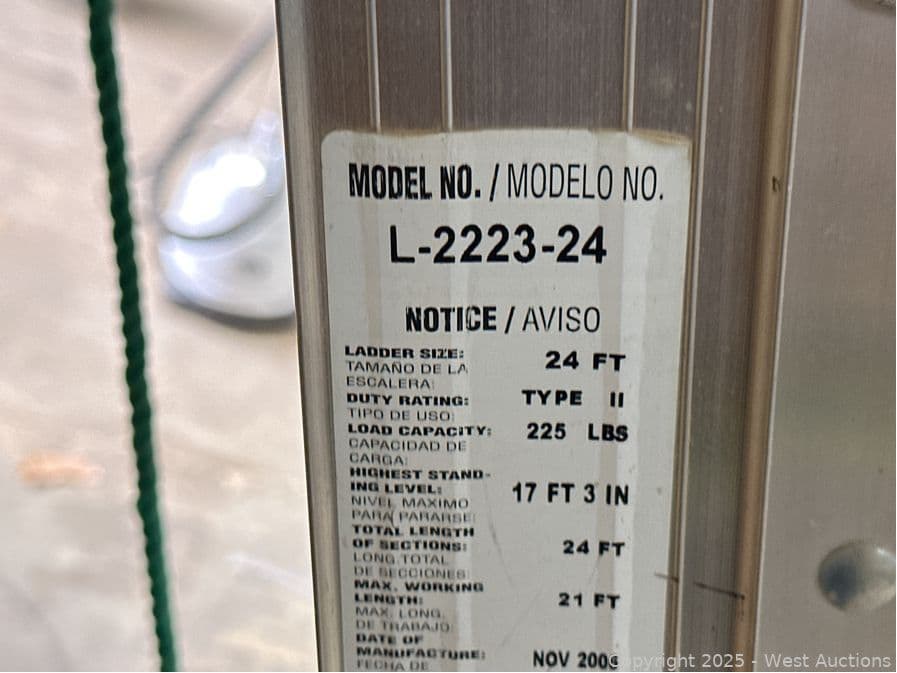 MODEL NO. / MODELO NO.
L-2223-24
NOTICE / AVISO
LADDER SIZE: 24 FT
TAMAÑO DE LA
ESCALERA:
DUTY RATING: TYPE II
TIPO DE USO:
LOAD CAPACITY: 225 LBS
CAPACIDAD DE
CARGA:
HIGHEST STAND-
ING LEVEL: 17 FT 3 IN
NIVEL MAXIMO
PARA PARARSE:
TOTAL LENGTH
OF SECTIONS: 24 FT
LONG TOTAL
DE SECCIONES:
MAX. WORKING
LENGTH: 21 FT
MAX. LONG.
DE TRABAJO:
DATE OF
MANUFACTURE: NOV
FECHA DE
Copyright 2025 - West Auctions